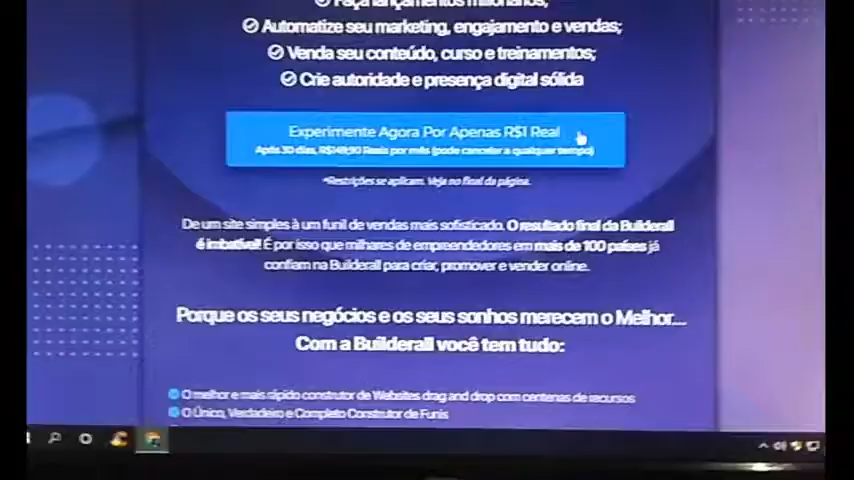 Faça lançamentos milionários;
Automatize seu marketing, engajamento e vendas;
Venda seu conteúdo, curso e treinamentos;
Crie autoridade e presença digital sólida
Experimente Agora Por Apenas R$1 Real
Após 30 dias, R$149,90 Reais por mês (pode cancelar a qualquer tempo)
*Restrições se aplicam. Veja no final da página.
De um site simples à um funil de vendas mais sofisticado. O resultado final da Builderall
é imbatível! É por isso que milhares de empreendedores em mais de 100 países já
confiam na Builderall para criar, promover e vender online.
Porque os seus negócios e os seus sonhos merecem o Melhor...
Com a Builderall você tem tudo:
O melhor e mais rápido construtor de Websites drag and drop com centenas de recursos
O Único, Verdadeiro e Completo Construtor de Funis